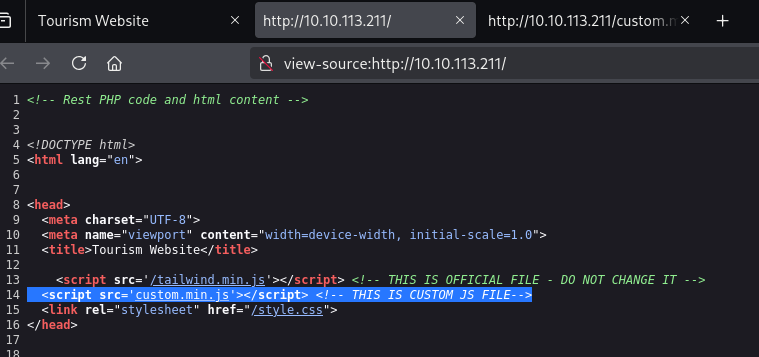 Tourism Website
http://10.10.113.211/
http://10.10.113.211/custom.m
view-source:http://10.10.113.211/
1 <!-- Rest PHP code and html content -->
2
3
4 <!DOCTYPE html>
5 <html lang="en">
6
7
8 <head>
9 <meta charset="UTF-8">
10 <meta name="viewport" content="width=device-width, initial-scale=1.0">
11 <title>Tourism Website</title>
12
13 <script src='/tailwind.min.js'></script> <!-- THIS IS OFFICIAL FILE - DO NOT CHANGE IT -->
14 <script src='custom.min.js'></script> <!-- THIS IS CUSTOM JS FILE-->
15 <link rel="stylesheet" href="/style.css">
16 </head>
17
18